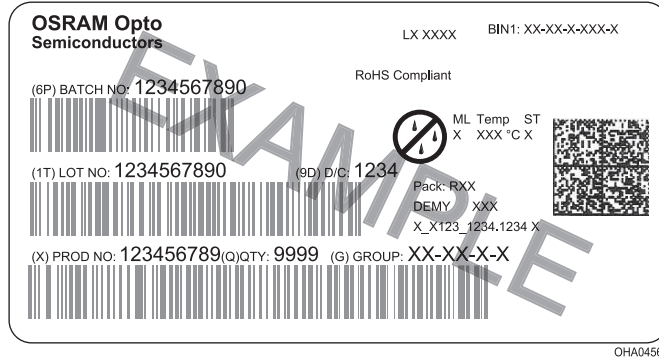 OSRAM Opto
Semiconductors
LX XXXX
BIN1: XX-XX-X-XXX-X
RoHS Compliant
(6P) BATCH NO: 1234567890
ML Temp ST
X XXX °C X
(1T) LOT NO: 1234567890 (9D) D/C: 1234
Pack: RXX
DEMY XXX
X_X123_1234.1234 X
(X) PROD NO: 123456789(Q)QTY: 9999 (G) GROUP: XX-XX-X-X
EXAMPLE